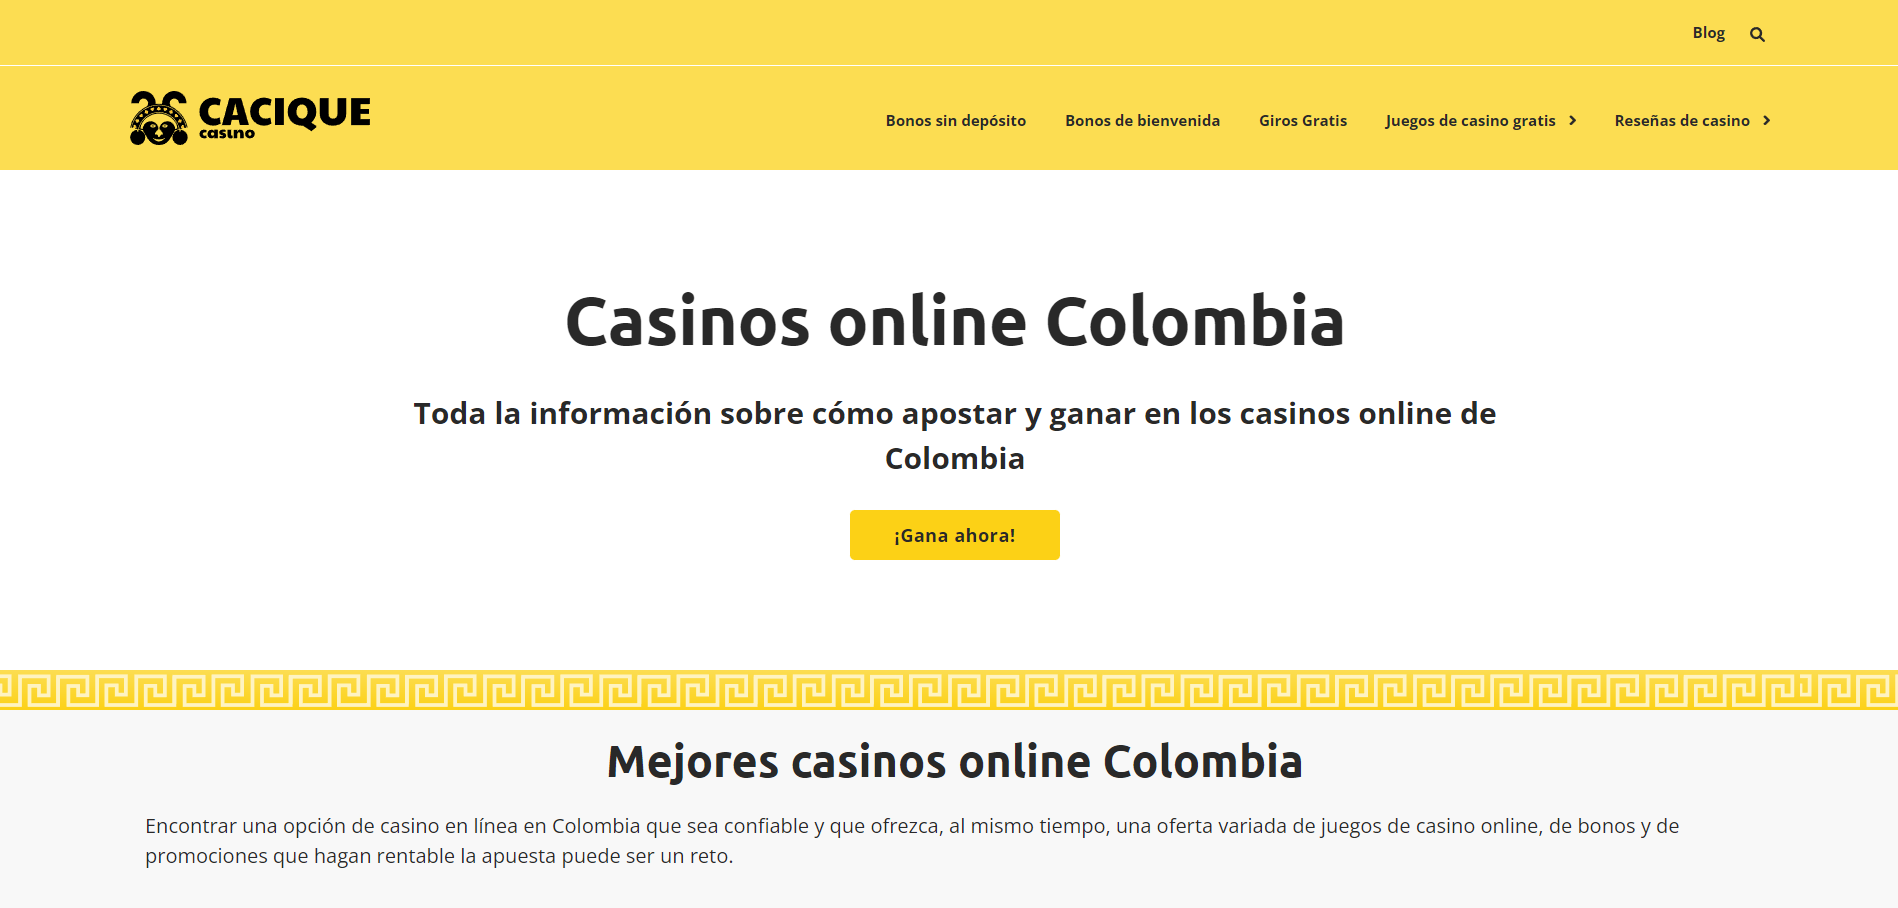 Blog
CACIQUE
casino
Bonos sin depósito
Bonos de bienvenida
Giros Gratis
Juegos de casino gratis
Reseñas de casino
Casinos online Colombia
Toda la información sobre cómo apostar y ganar en los casinos online de
Colombia
¡Gana ahora!
Mejores casinos online Colombia
Encontrar una opción de casino en línea en Colombia que sea confiable y que ofrezca, al mismo tiempo, una oferta variada de juegos de casino online, de bonos y de
promociones que hagan rentable la apuesta puede ser un reto.